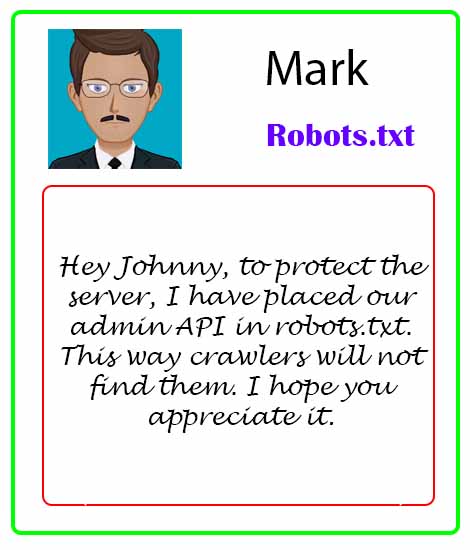 Mark
Robots.txt
Hey Johnny, to protect the
server, I have placed our
admin API in robots.txt.
This way crawlers will not
find them. I hope you
appreciate it.